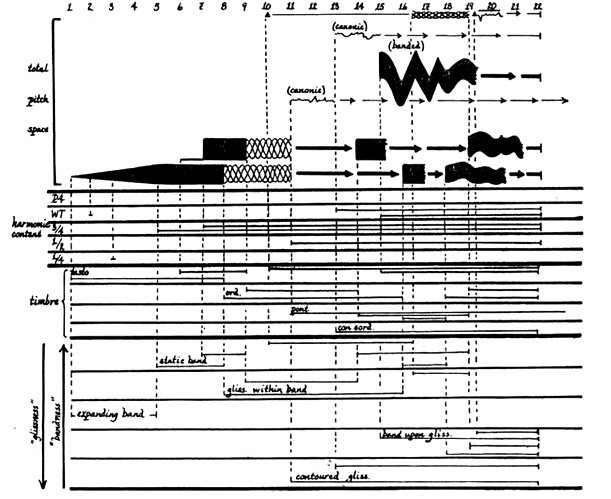 1 2 3 4 5 6 7 8 9 10 11 12 13 14 15 16 17 18 19 20 21 22
(canonic)
(banded)
total
(canonic)
pitch
space
24
WT
harmonic
content
3/4
1/2
1/4
tasto
ord.
timbre
pont
con sord.
static band
gliss. within band
"glissness"
"bandness"
expanding band
band upon gliss.
contoured gliss.